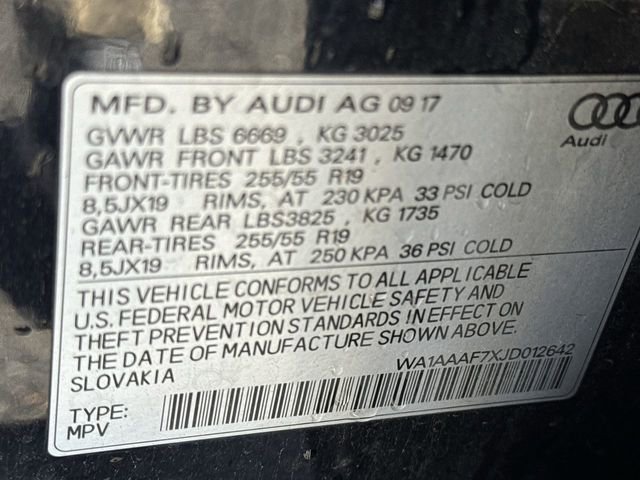 MFD. BY AUDI AG 09 17
GVWR LBS 6669 , KG 3025
GAWR FRONT LBS 3241 , KG 1470
FRONT-TIRES 255/55 R19
8,5JX19 RIMS, AT 230 KPA 33 PSI COLD
GAWR REAR LBS3825 , KG 1735
REAR-TIRES 255/55 R19
8,5JX19 RIMS, AT 250 KPA 36 PSI COLD
Audi
THIS VEHICLE CONFORMS TO ALL APPLICABLE
U.S. FEDERAL MOTOR VEHICLE SAFETY AND
THEFT PREVENTION STANDARDS IN EFFECT ON
THE DATE OF MANUFACTURE SHOWN ABOVE.
SLOVAKIA
WA1AAAF7XJD012642
TYPE:
MPV